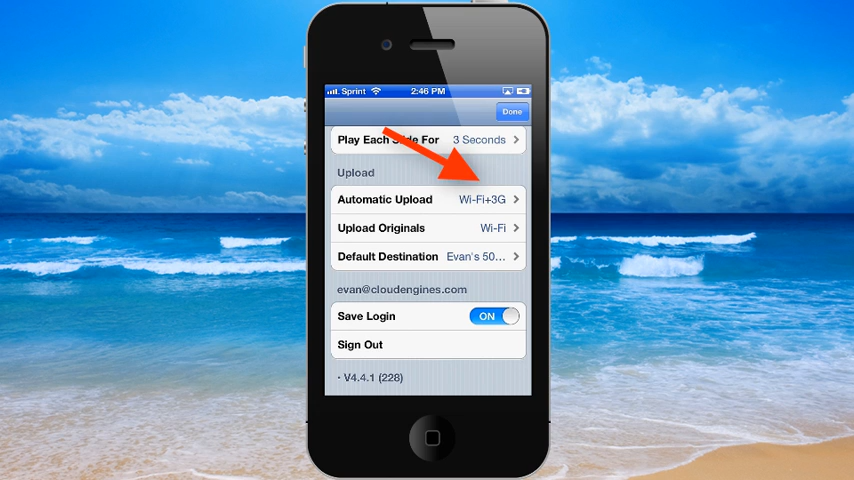 Sprint 2:46 PM
Done
Play Each Slide For 3 Seconds
Upload
Automatic Upload Wi-Fi+3G
Upload Originals Wi-Fi
Default Destination Evan's 50...
evan@cloudengines.com
Save Login ON
Sign Out
· V4.4.1 (228)